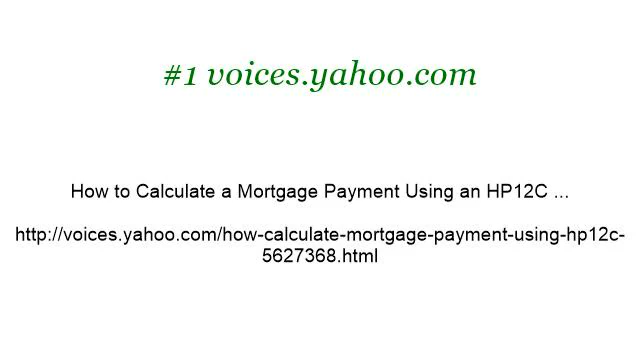 #1 voices.yahoo.com
How to Calculate a Mortgage Payment Using an HP12C ...
http://voices.yahoo.com/how-calculate-mortgage-payment-using-hp12c-
5627368.html